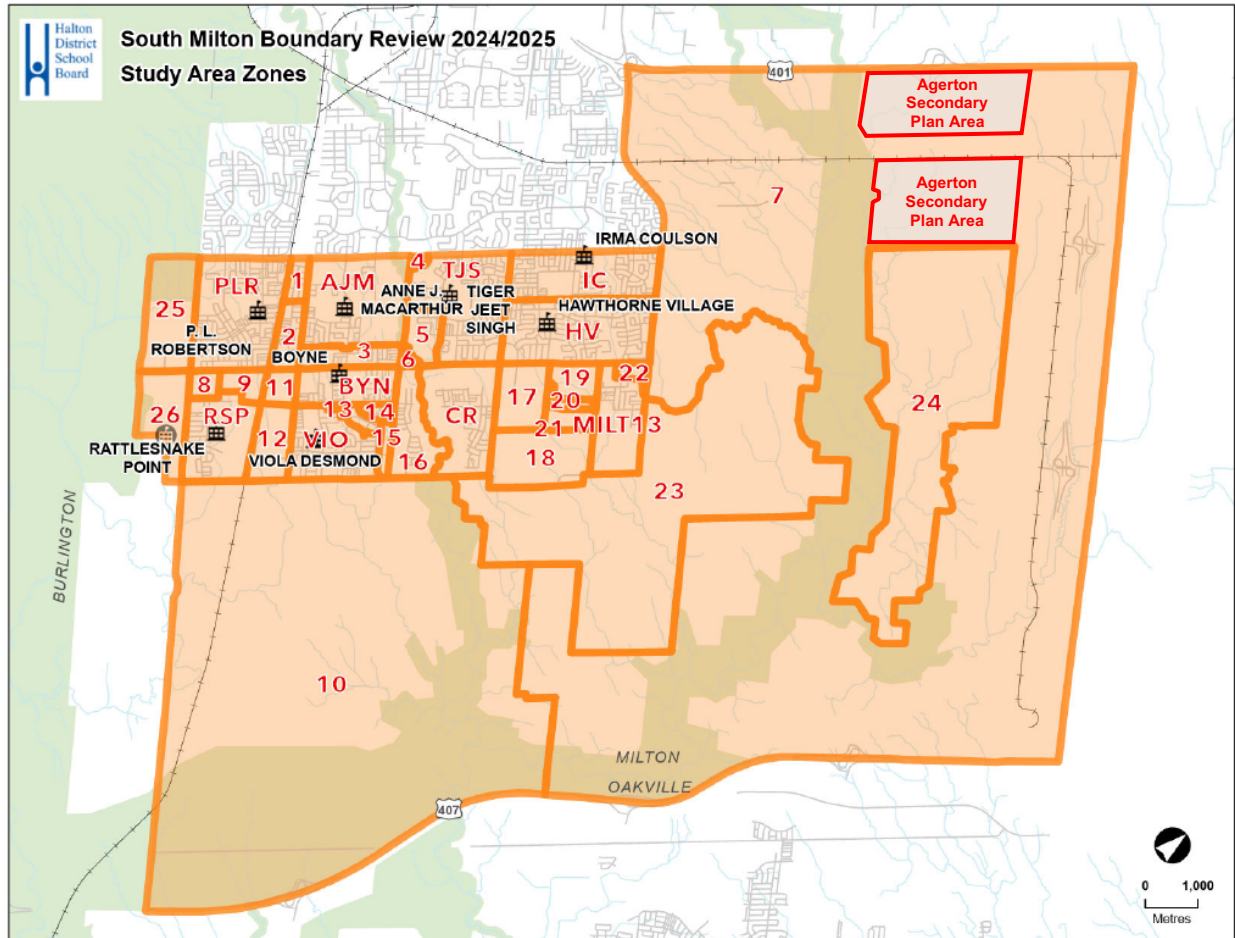 Halton
District
School
Board
South Milton Boundary Review 2024/2025
Study Area Zones
401
Agerton
Secondary
Plan Area
Agerton
Secondary
Plan Area
7
IRMA COULSON
IC
4
TJS
1
AJM
PLR
25
ANNE J.
MACARTHUR
TIGER
JEET
SINGH
HAWTHORNE VILLAGE
HV
P. L.
ROBERTSON
2
5
BOYNE
3
6
8
9
11
BYN
19
22
17
20
24
26
RSP
13
14
CR
MILT13
RATTLESNAKE
POINT
12
VIO
15
21
VIOLA DESMOND
16
18
23
BURLINGTON
10
MILTON
OAKVILLE
407
0 1,000
Metres